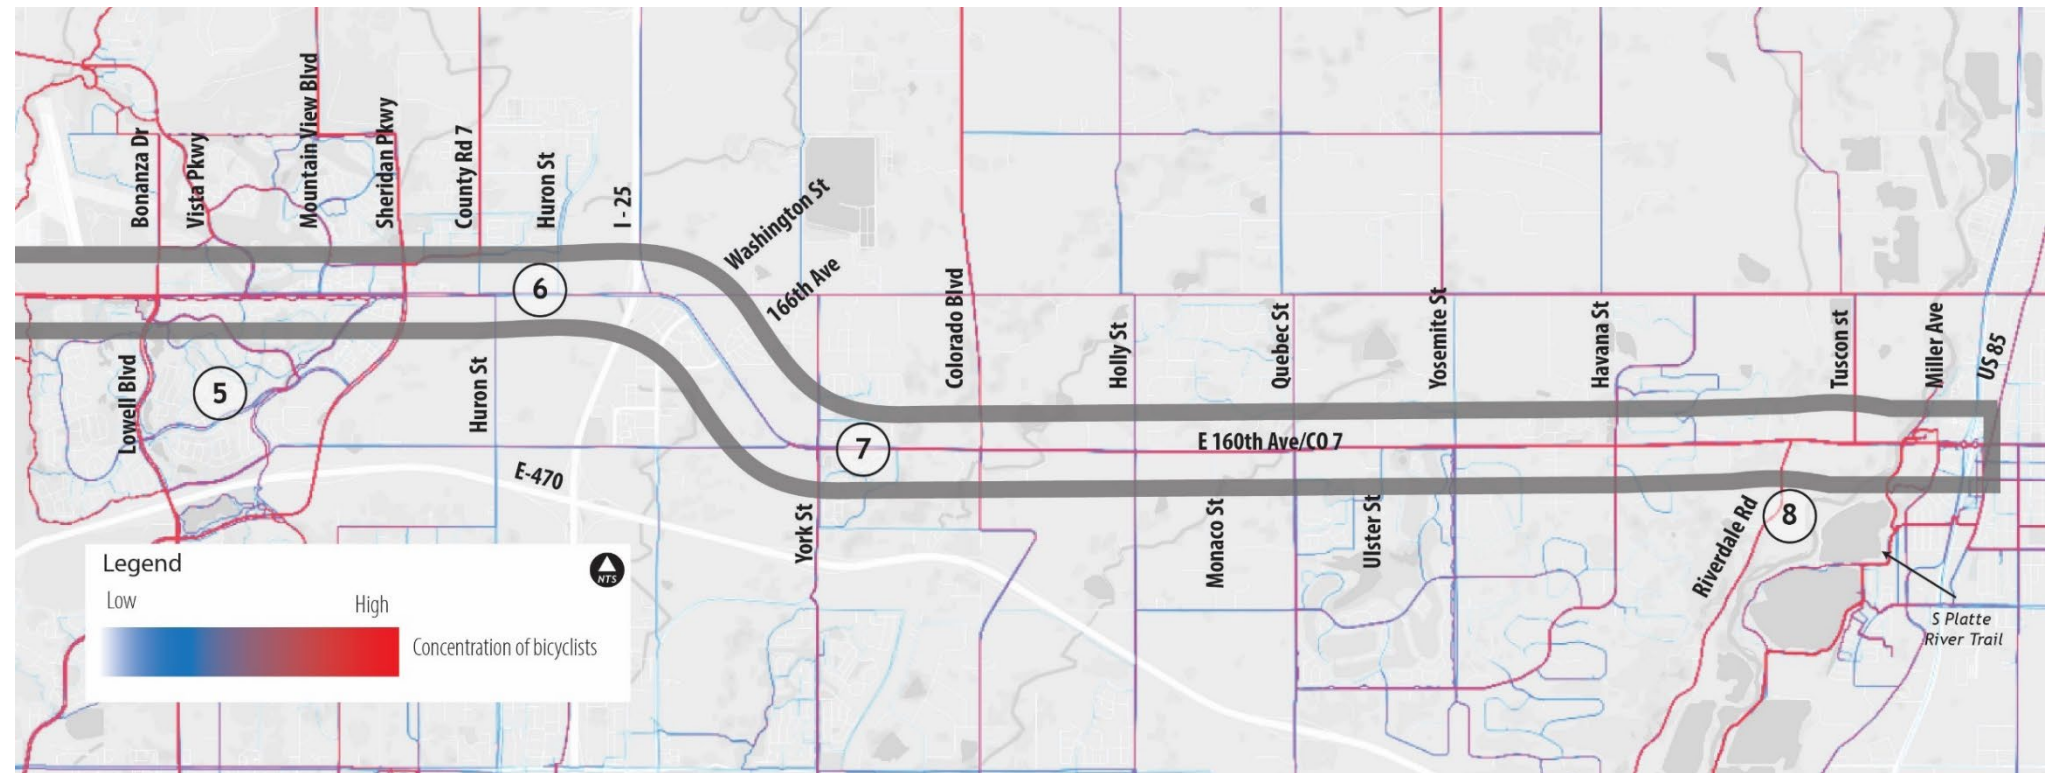 Bonanza Dr
Vista Pkwy
Mountain View Blvd
Sheridan Pkwy
County Rd 7
Huron St
I - 25
Washington St
166th Ave
6
Colorado Blvd
Holly St
Quebec St
Yosemite St
Havana St
Tuscon st
Miller Ave
US 85
5
Lowell Blvd
Huron St
E-470
7
E 160th Ave/CO 7
York St
Monaco St
Ulster St
Riverdale Rd
8
S Platte
River Trail
Legend
NTS
Low
High
Concentration of bicyclists